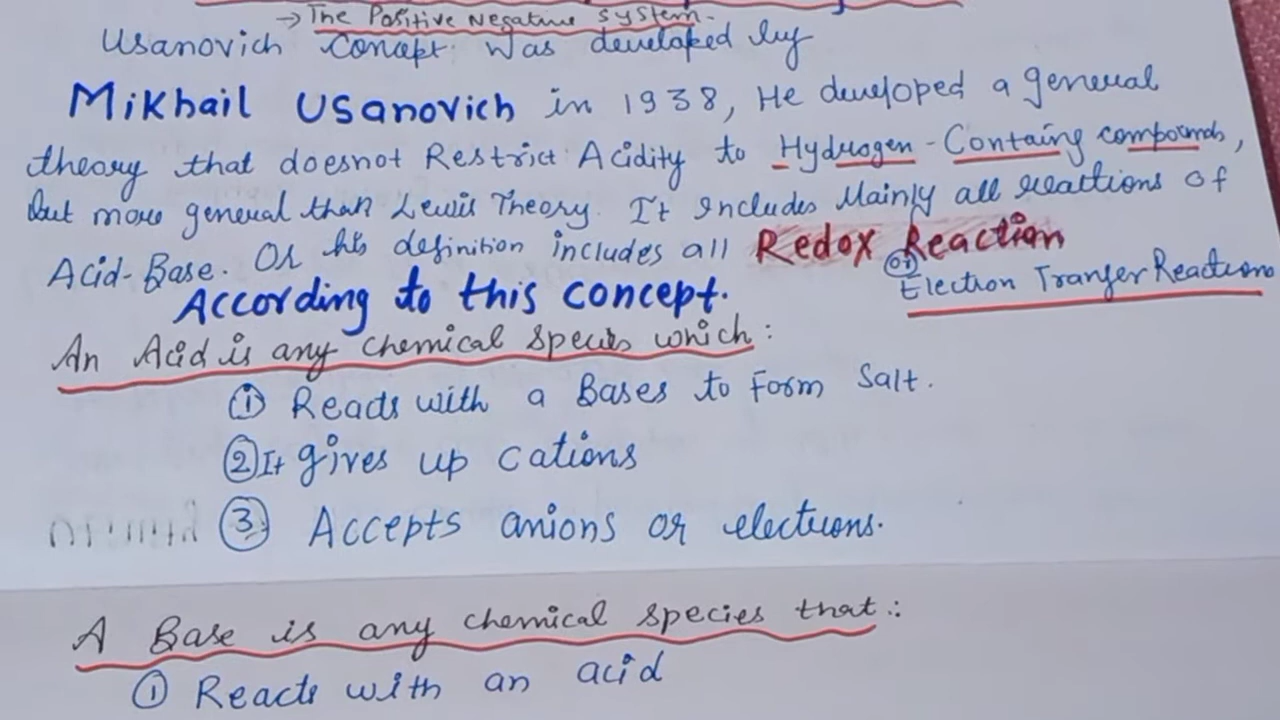 → The Positive Negative system.
Usanovich concept was developed by
Mikhail Usanovich in 1938, He developed a general
theory that doesnot Restrict Acidity to Hydrogen-Containg compounds,
but more general than Lewis Theory. It Includes Mainly all reactions of
Acid-Base. Or his definition includes all Redox Reaction
(or) Electron Tranfer Reactions
According to this concept.
An Acid is any chemical species which:
① Reacts with a Bases to Form Salt.
② It gives up cations
③ Accepts anions or electrons.
A Base is any chemical species that:
① Reacts with an acid